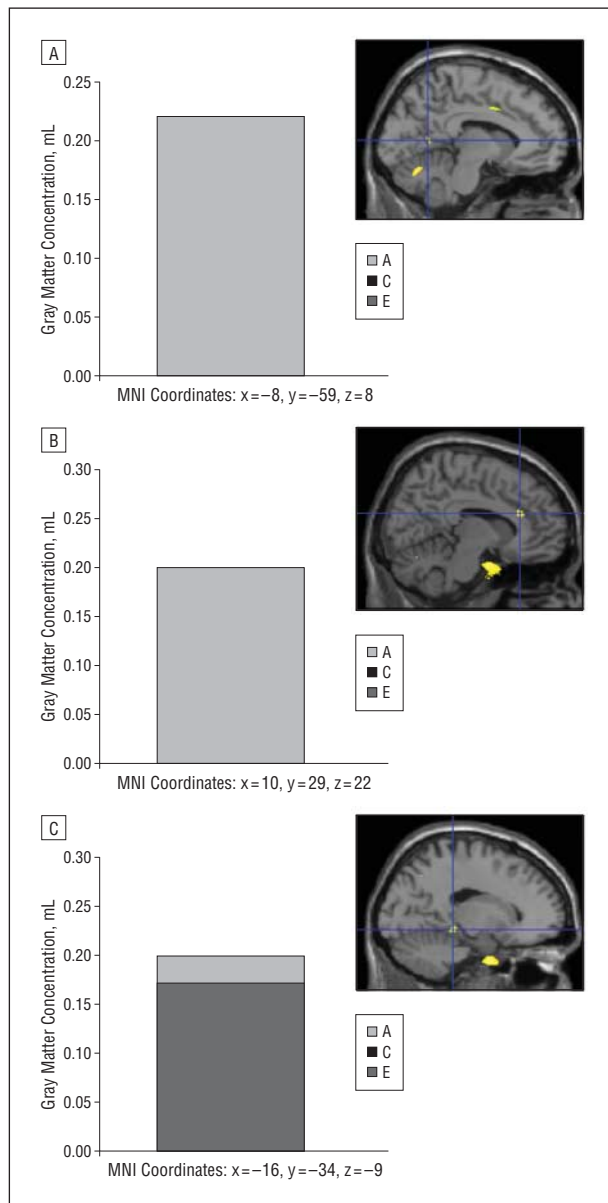 A
Gray Matter Concentration, mL
0.25
0.20
0.15
0.10
0.05
0.00
MNI Coordinates: x=–8, y=–59, z=8
A
C
E
B
Gray Matter Concentration, mL
0.30
0.25
0.20
0.15
0.10
0.05
0.00
MNI Coordinates: x=10, y=29, z=22
A
C
E
C
Gray Matter Concentration, mL
0.30
0.25
0.20
0.15
0.10
0.05
0.00
MNI Coordinates: x=–16, y=–34, z=–9
A
C
E